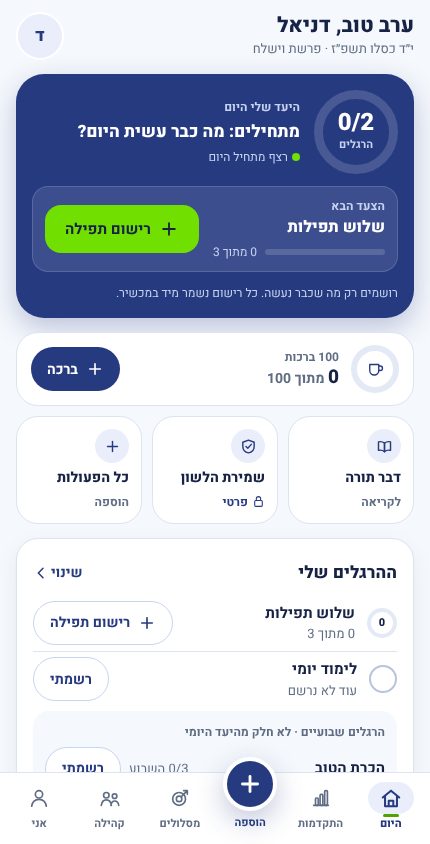 ערב טוב, דניאל
ד
י״ד כסלו תשפ״ז · פרשת וישלח
היעד שלי היום
0/2
הרגלים
מתחילים: מה כבר עשית היום?
רצף מתחיל היום
הצעד הבא
שלוש תפילות
0 מתוך 3
+ רישום תפילה
רושמים רק מה שכבר נעשה. כל רישום נשמר מיד במכשיר.
100 ברכות
0 מתוך 100
+ ברכה
דבר תורה
לקריאה
שמירת הלשון
פרטי
כל הפעולות
הוספה
ההרגלים שלי
שינוי
0
שלוש תפילות
0 מתוך 3
+ רישום תפילה
לימוד יומי
עוד לא נרשם
רשמתי
הרגלים שבועיים · לא חלק מהיעד היומי
הכרת הטוב
0/3 השבוע
רשמתי
היום
התקדמות
הוספה
מסלולים
קהילה
אני